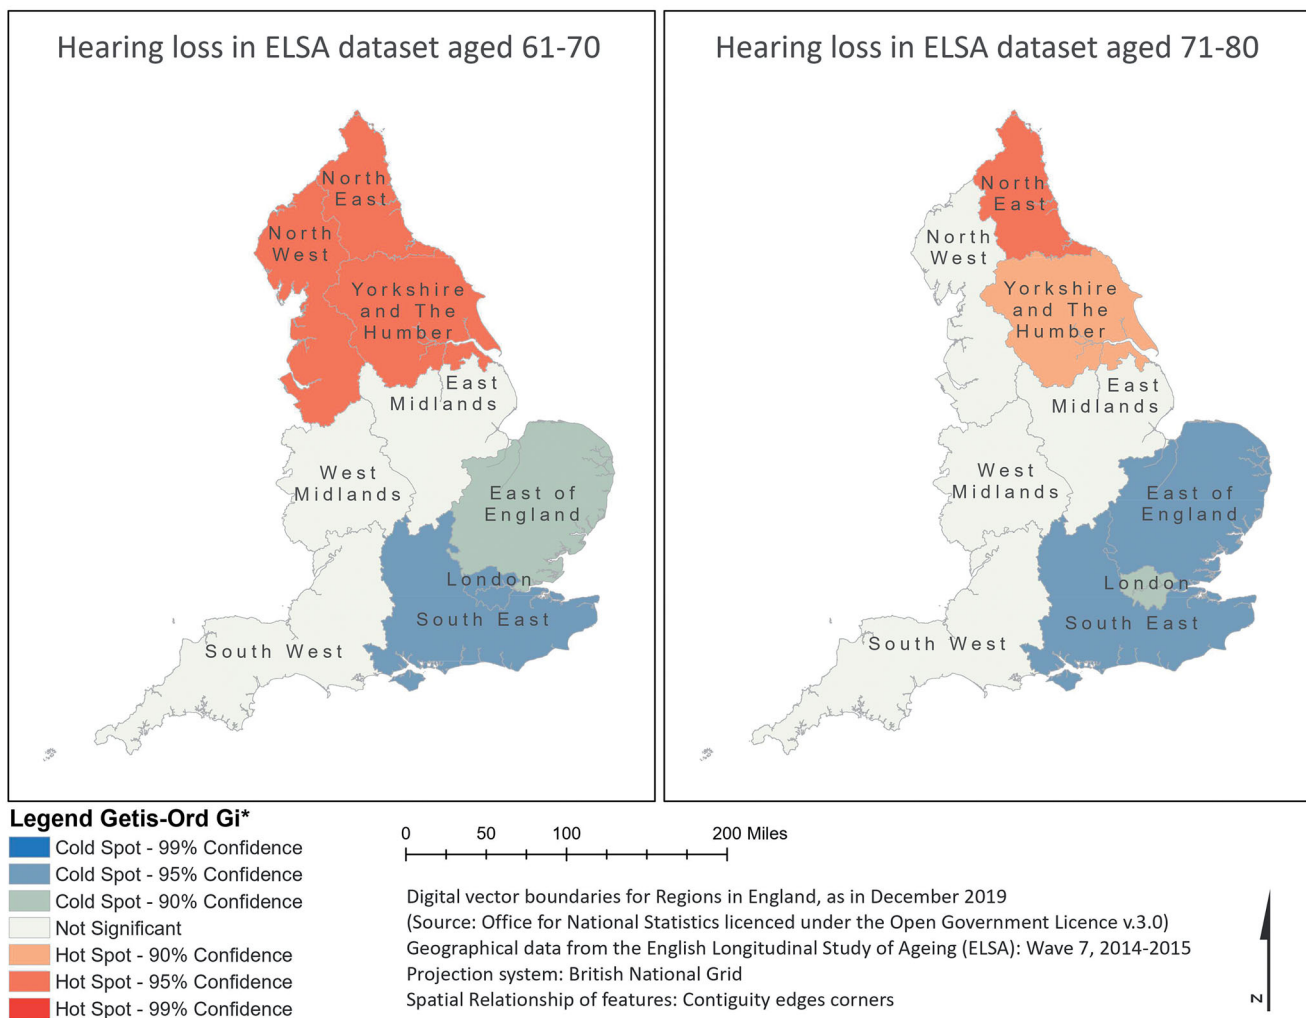 Hearing loss in ELSA dataset aged 61-70
North
East
North
West
Yorkshire
and The
Humber
East
Midlands
West
Midlands
East of
England
London
South East
South West
Hearing loss in ELSA dataset aged 71-80
North
East
North
West
Yorkshire
and The
Humber
East
Midlands
West
Midlands
East of
England
London
South East
South West
Legend Getis-Ord Gi*
Cold Spot - 99% Confidence
Cold Spot - 95% Confidence
Cold Spot - 90% Confidence
Not Significant
Hot Spot - 90% Confidence
Hot Spot - 95% Confidence
Hot Spot - 99% Confidence
0 50 100 200 Miles
Digital vector boundaries for Regions in England, as in December 2019
(Source: Office for National Statistics licenced under the Open Government Licence v.3.0)
Geographical data from the English Longitudinal Study of Ageing (ELSA): Wave 7, 2014-2015
Projection system: British National Grid
Spatial Relationship of features: Contiguity edges corners
N